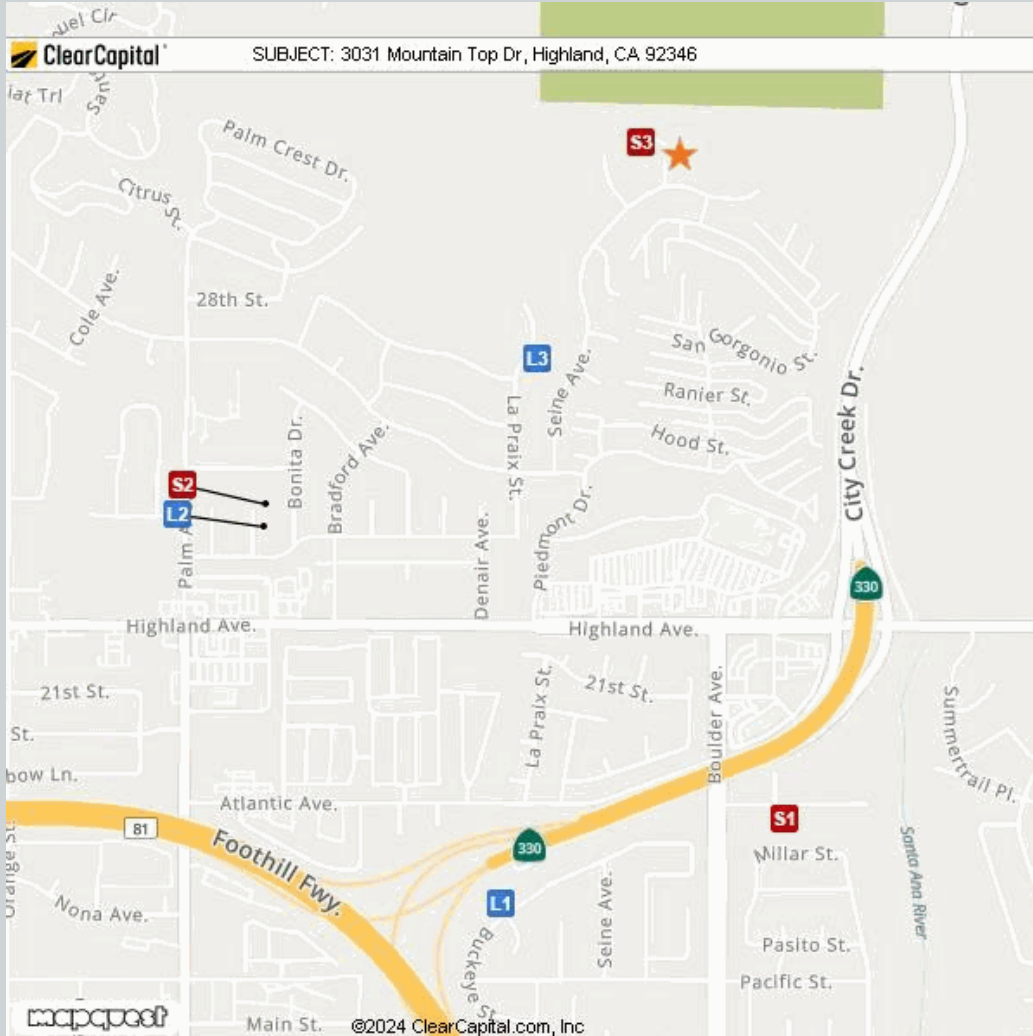 uel Cir
ClearCapital
SUBJECT: 3031 Mountain Top Dr, Highland, CA 92346
iat Trl
San
Palm Crest Dr.
S3
Citrus St.
28th St.
Cole Ave.
L3
San Gorgonio St.
Seine Ave.
Ranier St.
City Creek Dr.
La Praix St.
Bonita Dr.
Bradford Ave.
Hood St.
S2
L2
Palm A
Denair Ave.
Piedmont Dr.
330
Highland Ave.
Highland Ave.
21st St.
La Praix St.
21st St.
Boulder Ave.
Summertrail Pl.
St.
bow Ln.
Atlantic Ave.
81
Foothill Fwy.
330
S1
Millar St.
Orange St.
Santa Ana River
Nona Ave.
L1
Buckeye St.
Seine Ave.
Pasito St.
Pacific St.
mapquest
Main St.
©2024 ClearCapital.com, Inc